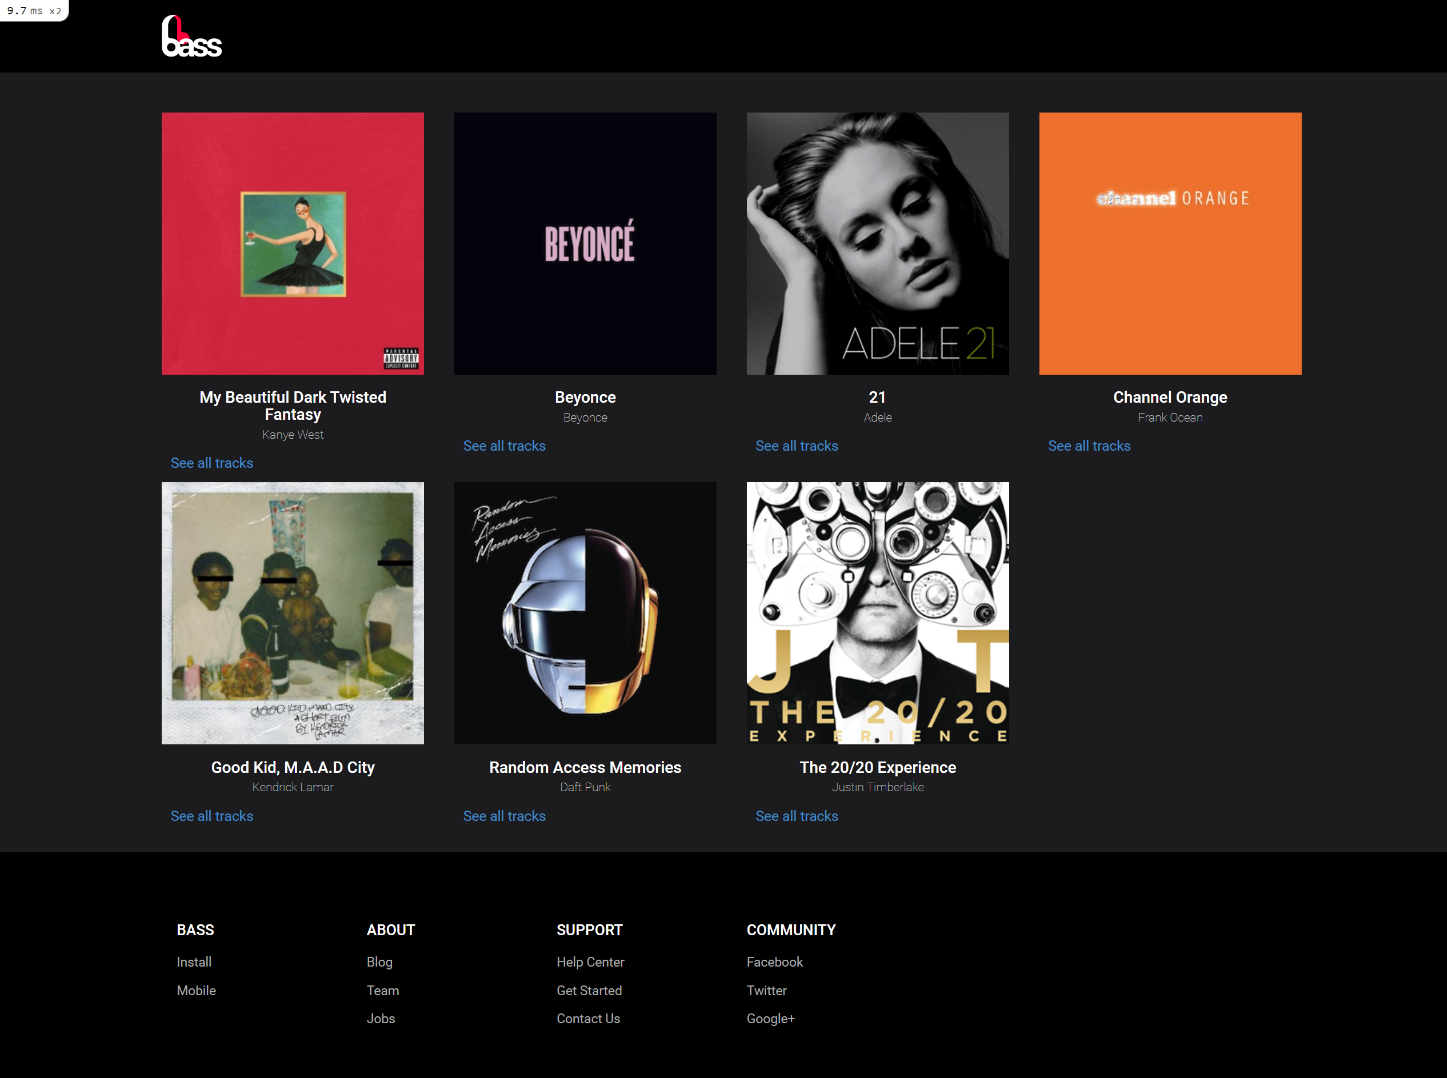 9.7 ms x2
bass
PARENTAL
ADVISORY
EXPLICIT CONTENT
BEYONCÉ
ADELE 21
channel ORANGE
My Beautiful Dark Twisted
Fantasy
Kanye West
See all tracks
Beyonce
Beyonce
See all tracks
21
Adele
See all tracks
Channel Orange
Frank Ocean
See all tracks
GOOD KID MAAD CITY
A SHORT FILM
BY KENDRICK
LAMAR
Random
Access
Memories
J T
THE 20/20
EXPERIENCE
Good Kid, M.A.A.D City
Kendrick Lamar
See all tracks
Random Access Memories
Daft Punk
See all tracks
The 20/20 Experience
Justin Timberlake
See all tracks
BASS
Install
Mobile
ABOUT
Blog
Team
Jobs
SUPPORT
Help Center
Get Started
Contact Us
COMMUNITY
Facebook
Twitter
Google+